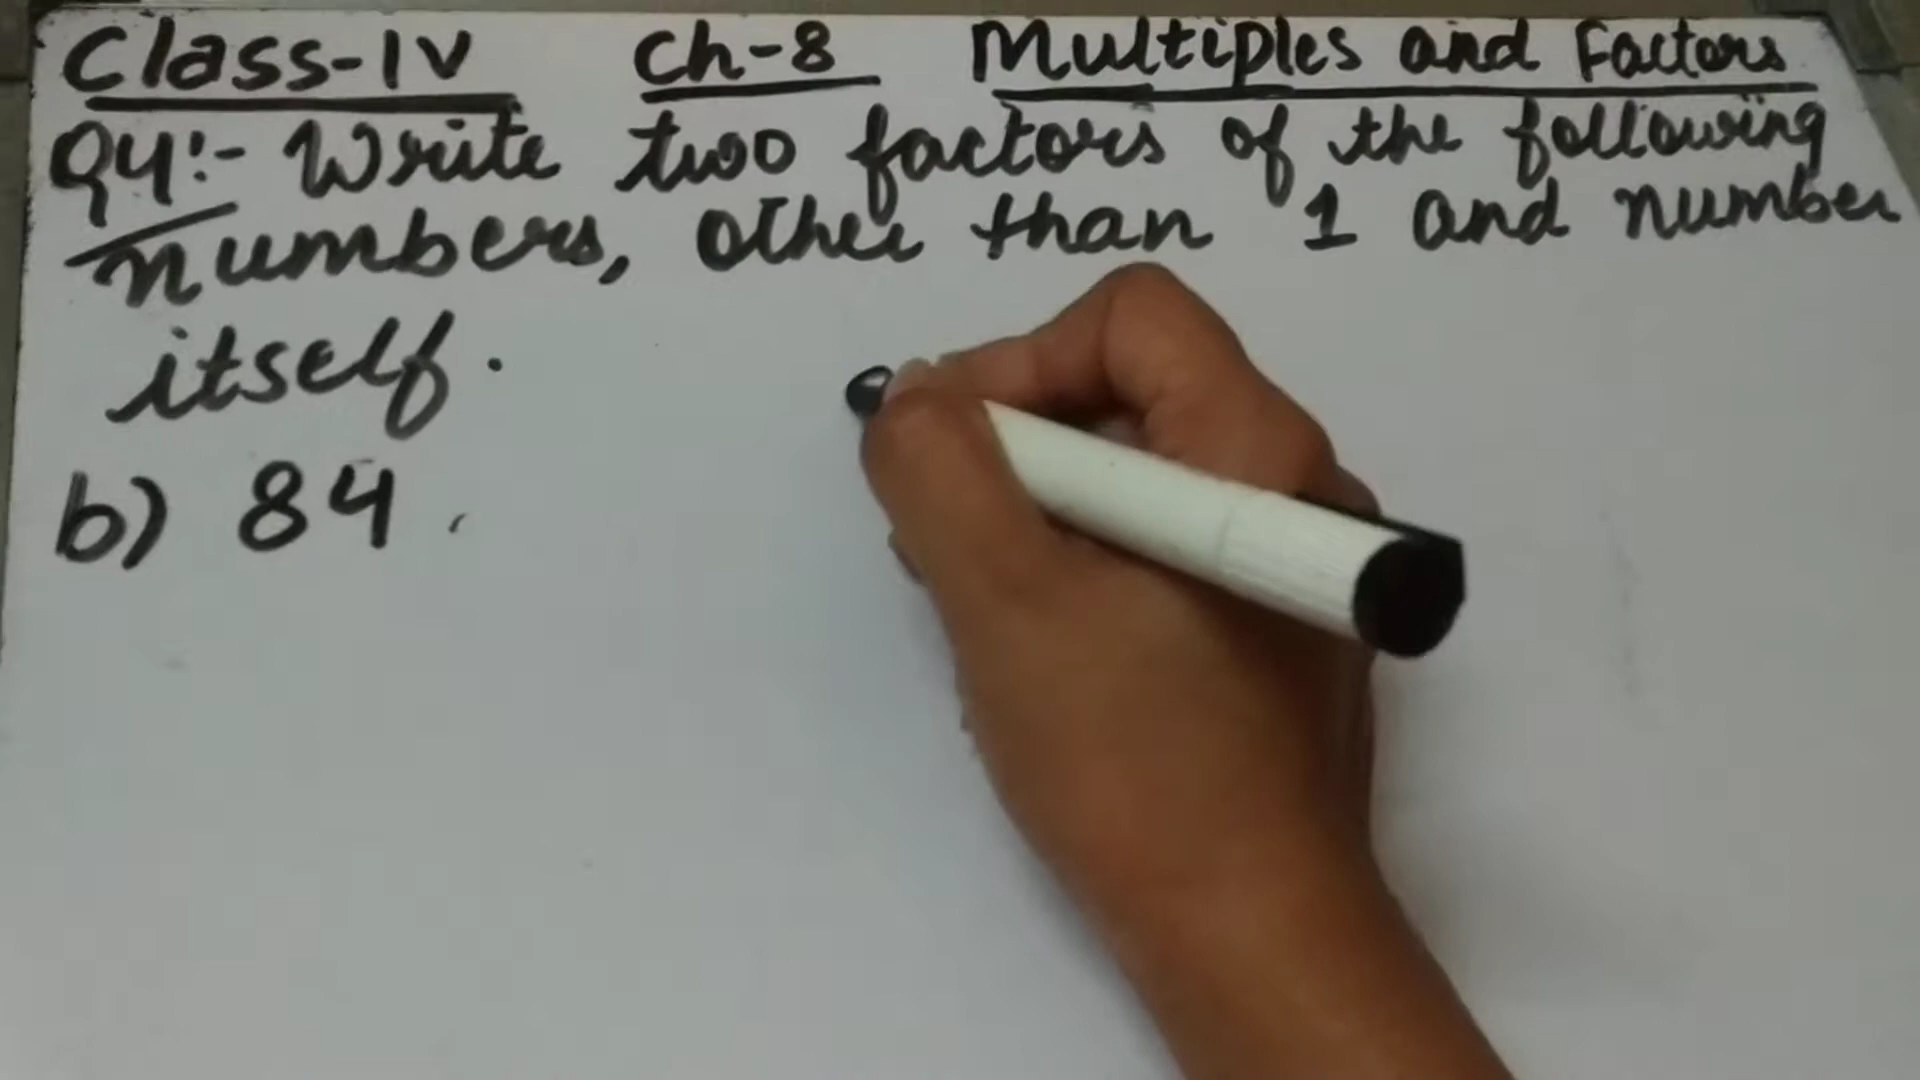 Class-IV Ch-8 Multiples and Factors
Q4:- Write two factors of the following
numbers, other than 1 and number
itself.
b) 84.